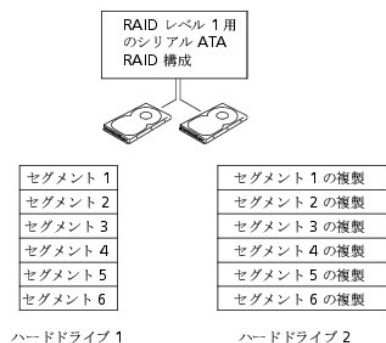 RAID レベル 1 用
のシリアル ATA
RAID 構成
セグメント 1
セグメント 2
セグメント 3
セグメント 4
セグメント 5
セグメント 6
セグメント 1 の複製
セグメント 2 の複製
セグメント 3 の複製
セグメント 4 の複製
セグメント 5 の複製
セグメント 6 の複製
ハードドライブ 1
ハードドライブ 2